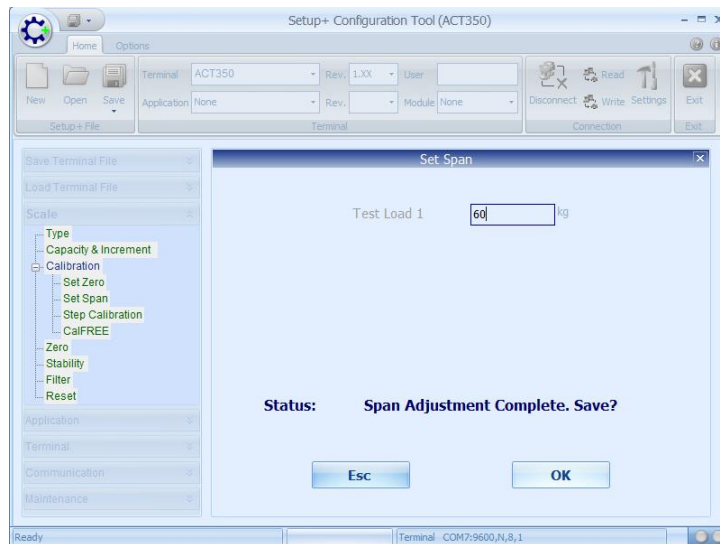 Setup+ Configuration Tool (ACT350)
Home Options
Terminal ACT350 Rev. 1.XX User
Read
New Open Save
Application None Rev. Module None
Disconnect Write Settings Exit
Setup+ File Terminal Connection Exit
Save Terminal File
Load Terminal File
Scale
Type
Capacity & Increment
Calibration
Set Zero
Set Span
Step Calibration
CalFREE
Zero
Stability
Filter
Reset
Application
Terminal
Communication
Maintenance
Set Span
Test Load 1 60 kg
Status: Span Adjustment Complete. Save?
Esc OK
Ready Terminal COM7:9600,N,8,1